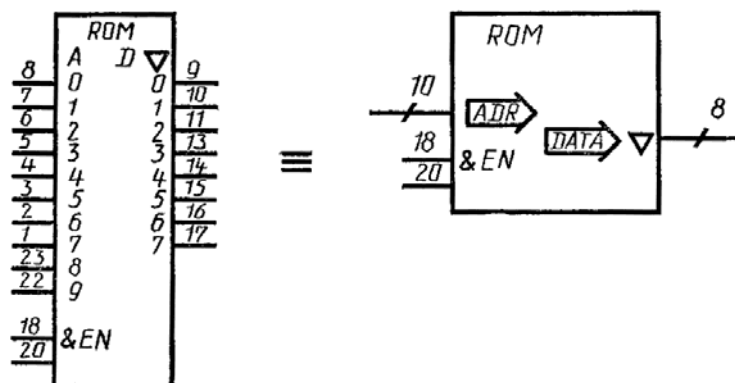 ROM
A D ▽
8 0 0 9
7 1 1 10
6 2 2 11
5 3 3 13
4 4 4 14
3 5 5 15
2 6 6 16
1 7 7 17
23 8
22 9
18 &EN
20
≡
ROM
10 ADR
DATA ▽ 8
18 &EN
20